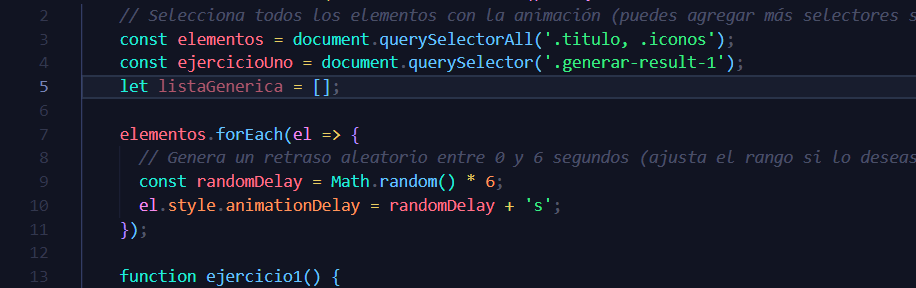 2 // Selecciona todos los elementos con la animación (puedes agregar más selectores s
3 const elementos = document.querySelectorAll('.titulo, .iconos');
4 const ejercicioUno = document.querySelector('.generar-result-1');
5 let listaGenerica = [];
6
7 elementos.forEach(el => {
8 // Genera un retraso aleatorio entre 0 y 6 segundos (ajusta el rango si lo deseas
9 const randomDelay = Math.random() * 6;
10 el.style.animationDelay = randomDelay + 's';
11 });
12
13 function ejercicio1() {